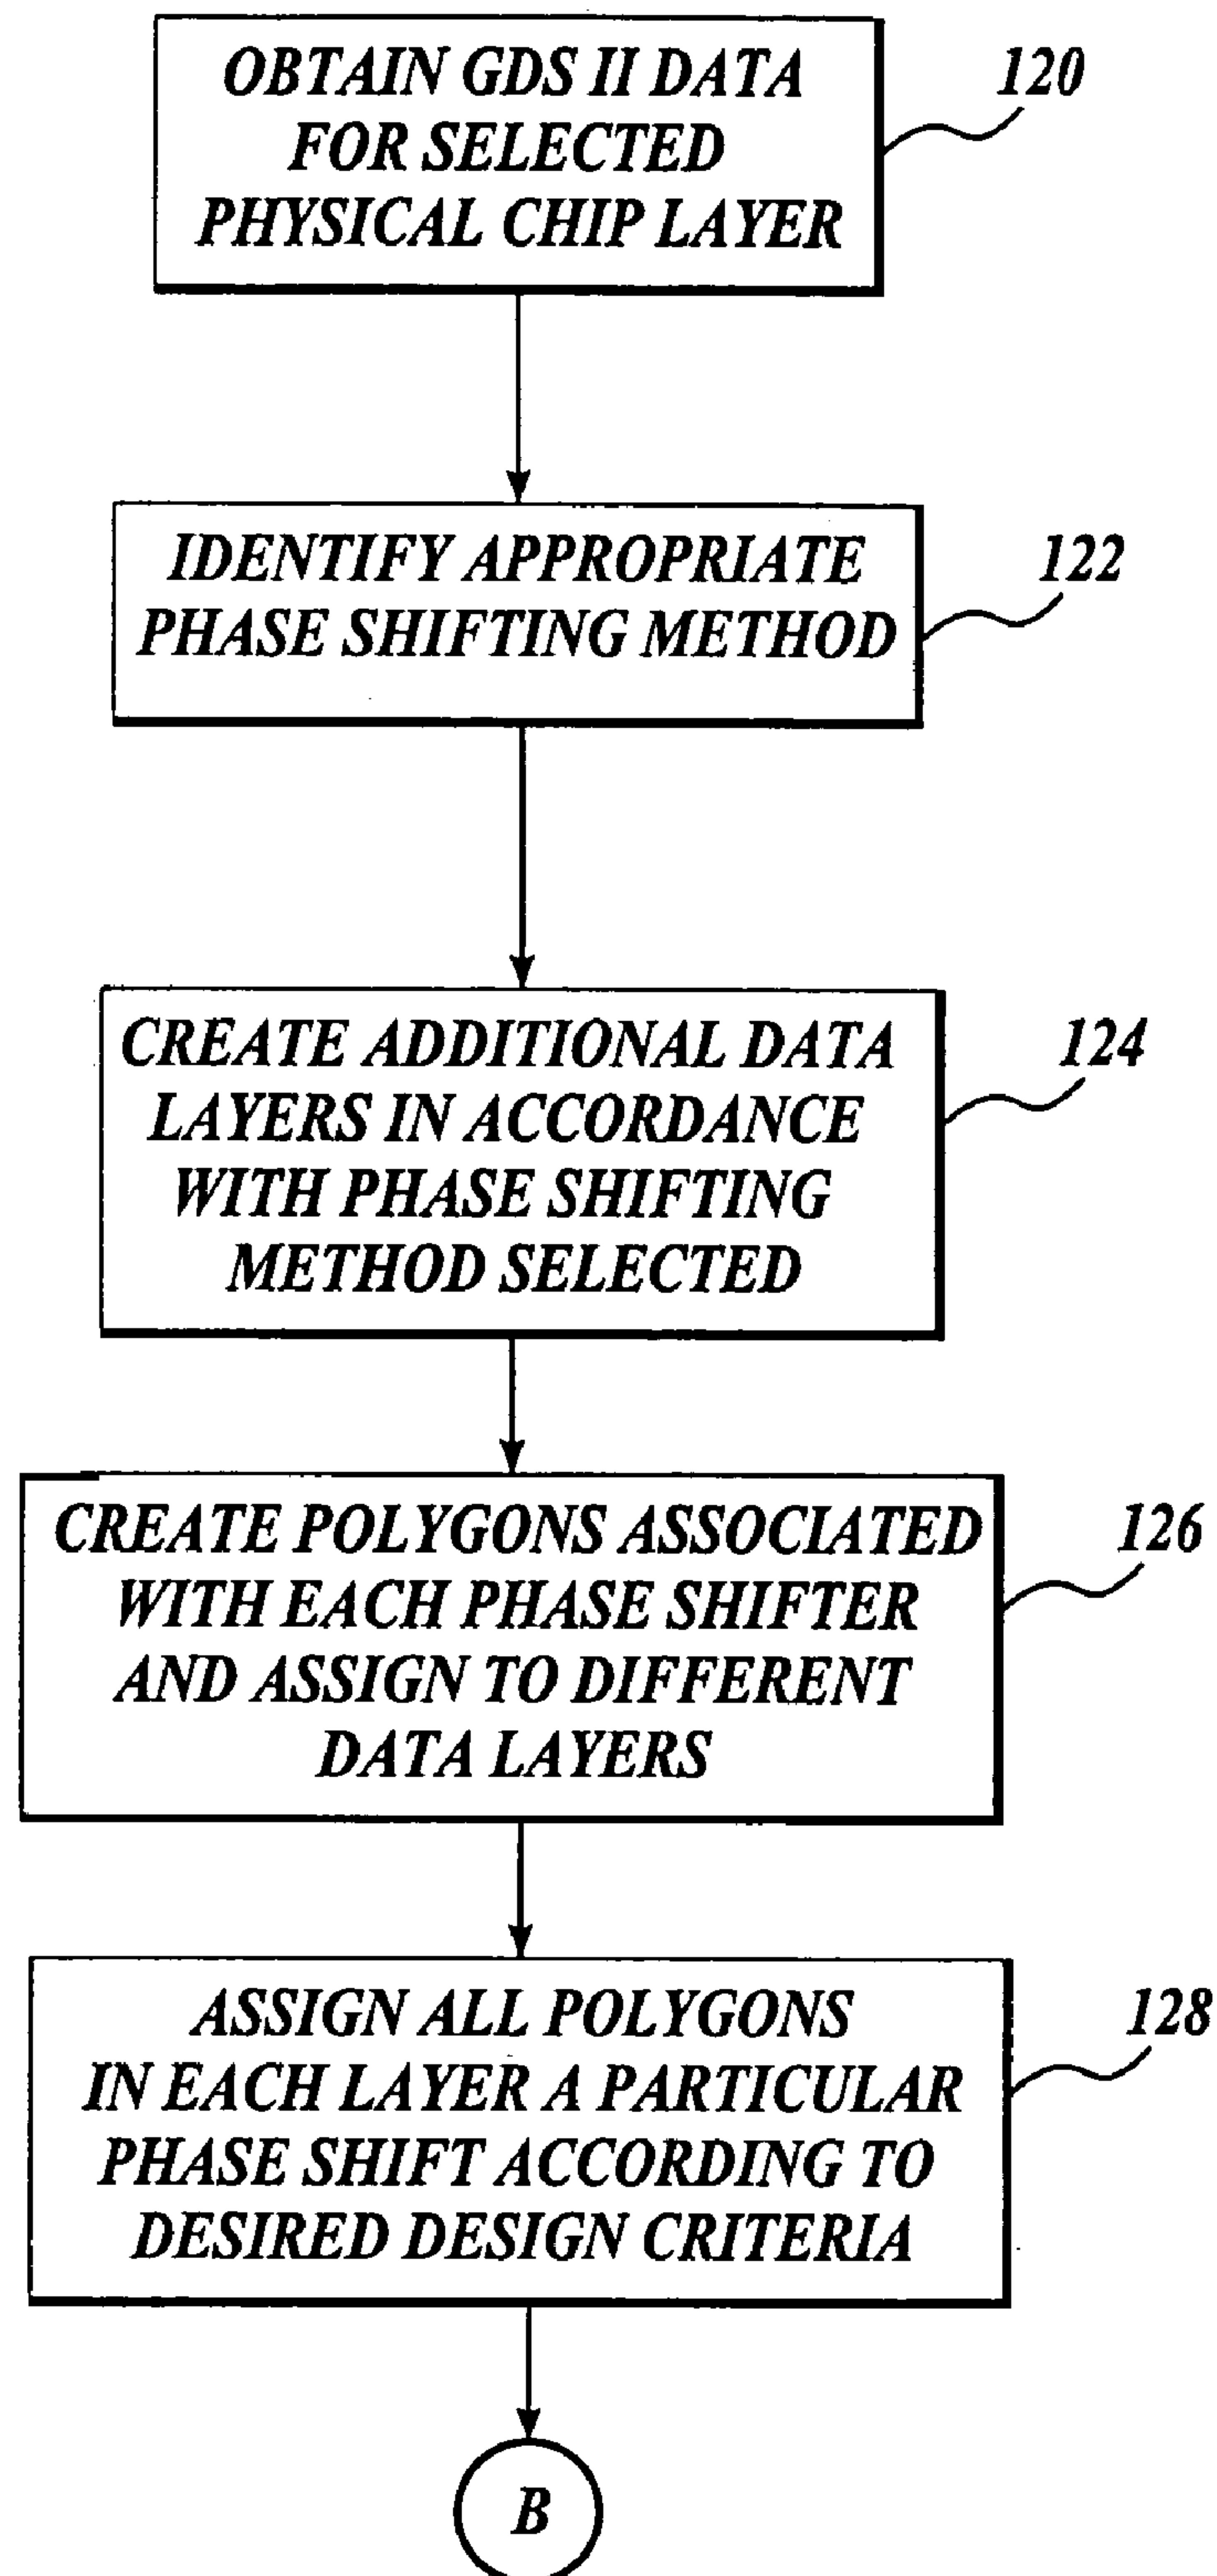 OBTAIN GDS II DATA
FOR SELECTED
PHYSICAL CHIP LAYER
120
IDENTIFY APPROPRIATE
PHASE SHIFTING METHOD
122
CREATE ADDITIONAL DATA
LAYERS IN ACCORDANCE
WITH PHASE SHIFTING
METHOD SELECTED
124
CREATE POLYGONS ASSOCIATED
WITH EACH PHASE SHIFTER
AND ASSIGN TO DIFFERENT
DATA LAYERS
126
ASSIGN ALL POLYGONS
IN EACH LAYER A PARTICULAR
PHASE SHIFT ACCORDING TO
DESIRED DESIGN CRITERIA
128
B